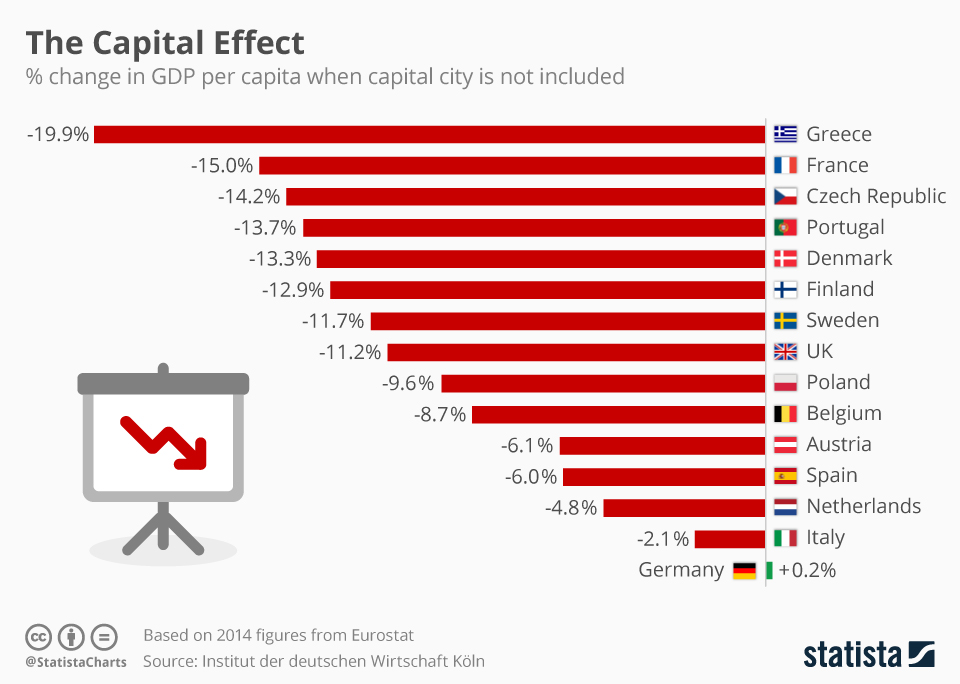 The Capital Effect
% change in GDP per capita when capital city is not included
-19.9% Greece
-15.0% France
-14.2% Czech Republic
-13.7% Portugal
-13.3% Denmark
-12.9% Finland
-11.7% Sweden
-11.2% UK
-9.6% Poland
-8.7% Belgium
-6.1% Austria
-6.0% Spain
-4.8% Netherlands
-2.1% Italy
Germany +0.2%
cc
@StatistaCharts
Based on 2014 figures from Eurostat
Source: Institut der deutschen Wirtschaft Köln
statista